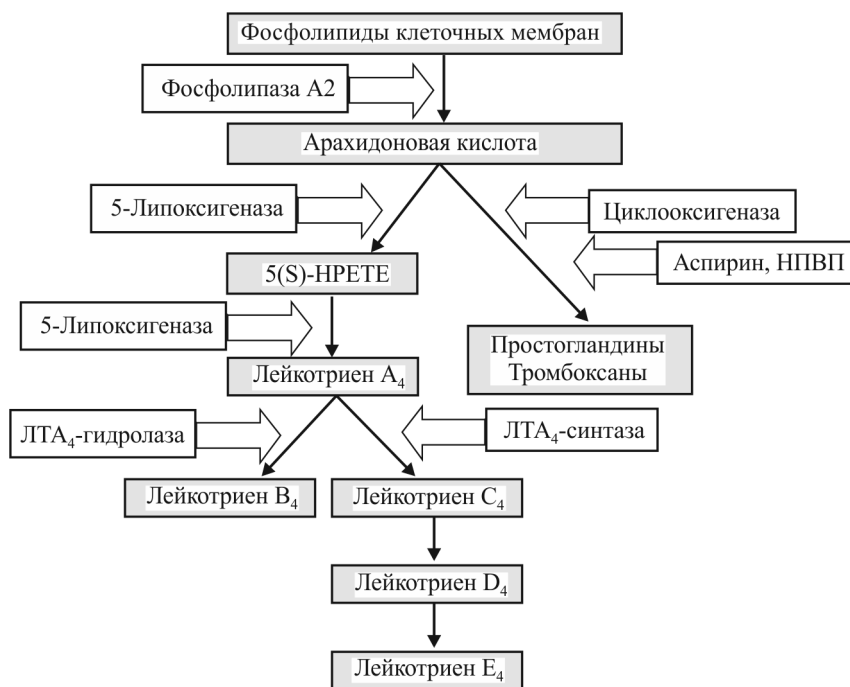 Фосфолипиды клеточных мембран
Фосфолипаза А2
Арахидоновая кислота
5-Липоксигеназа
Циклооксигеназа
Аспирин, НПВП
5(S)-НРЕТЕ
5-Липоксигеназа
Простогландины
Тромбоксаны
Лейкотриен А₄
ЛТА₄-гидролаза
ЛТА₄-синтаза
Лейкотриен В₄
Лейкотриен С₄
Лейкотриен D₄
Лейкотриен Е₄